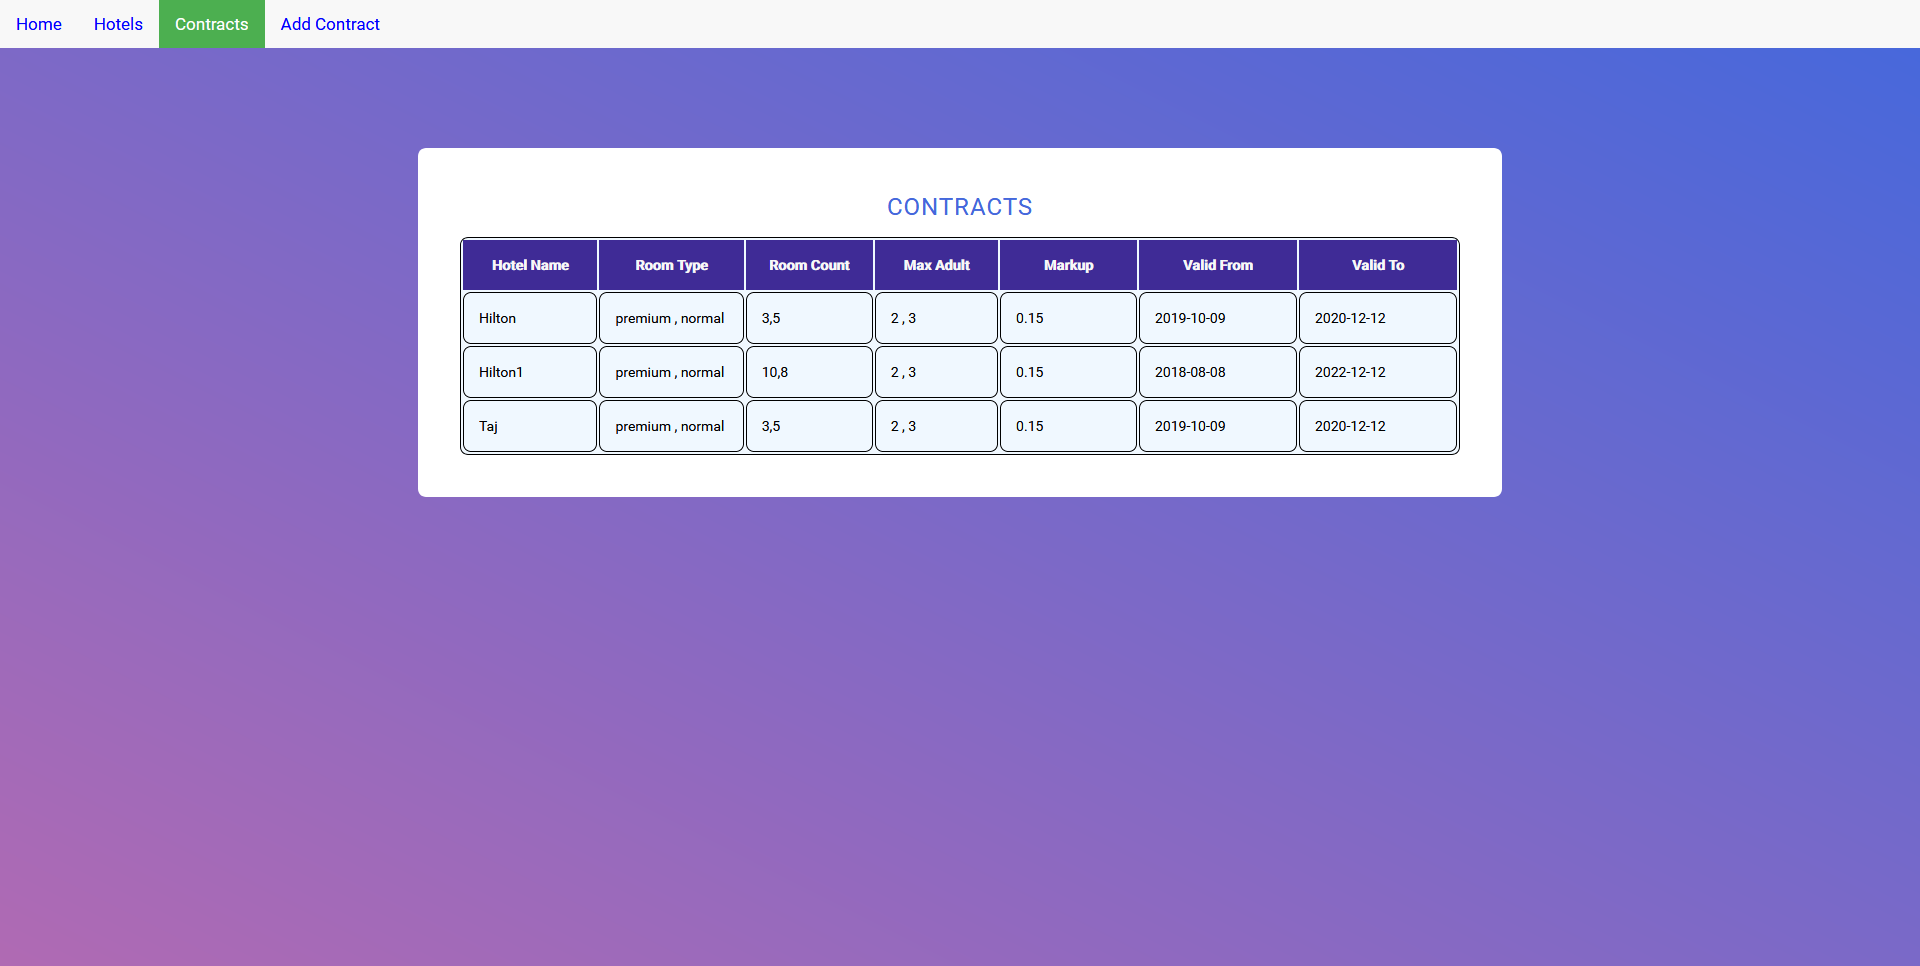 Home Hotels Contracts Add Contract
CONTRACTS
Hotel Name Room Type Room Count Max Adult Markup Valid From Valid To
Hilton premium , normal 3,5 2 , 3 0.15 2019-10-09 2020-12-12
Hilton1 premium , normal 10,8 2 , 3 0.15 2018-08-08 2022-12-12
Taj premium , normal 3,5 2 , 3 0.15 2019-10-09 2020-12-12